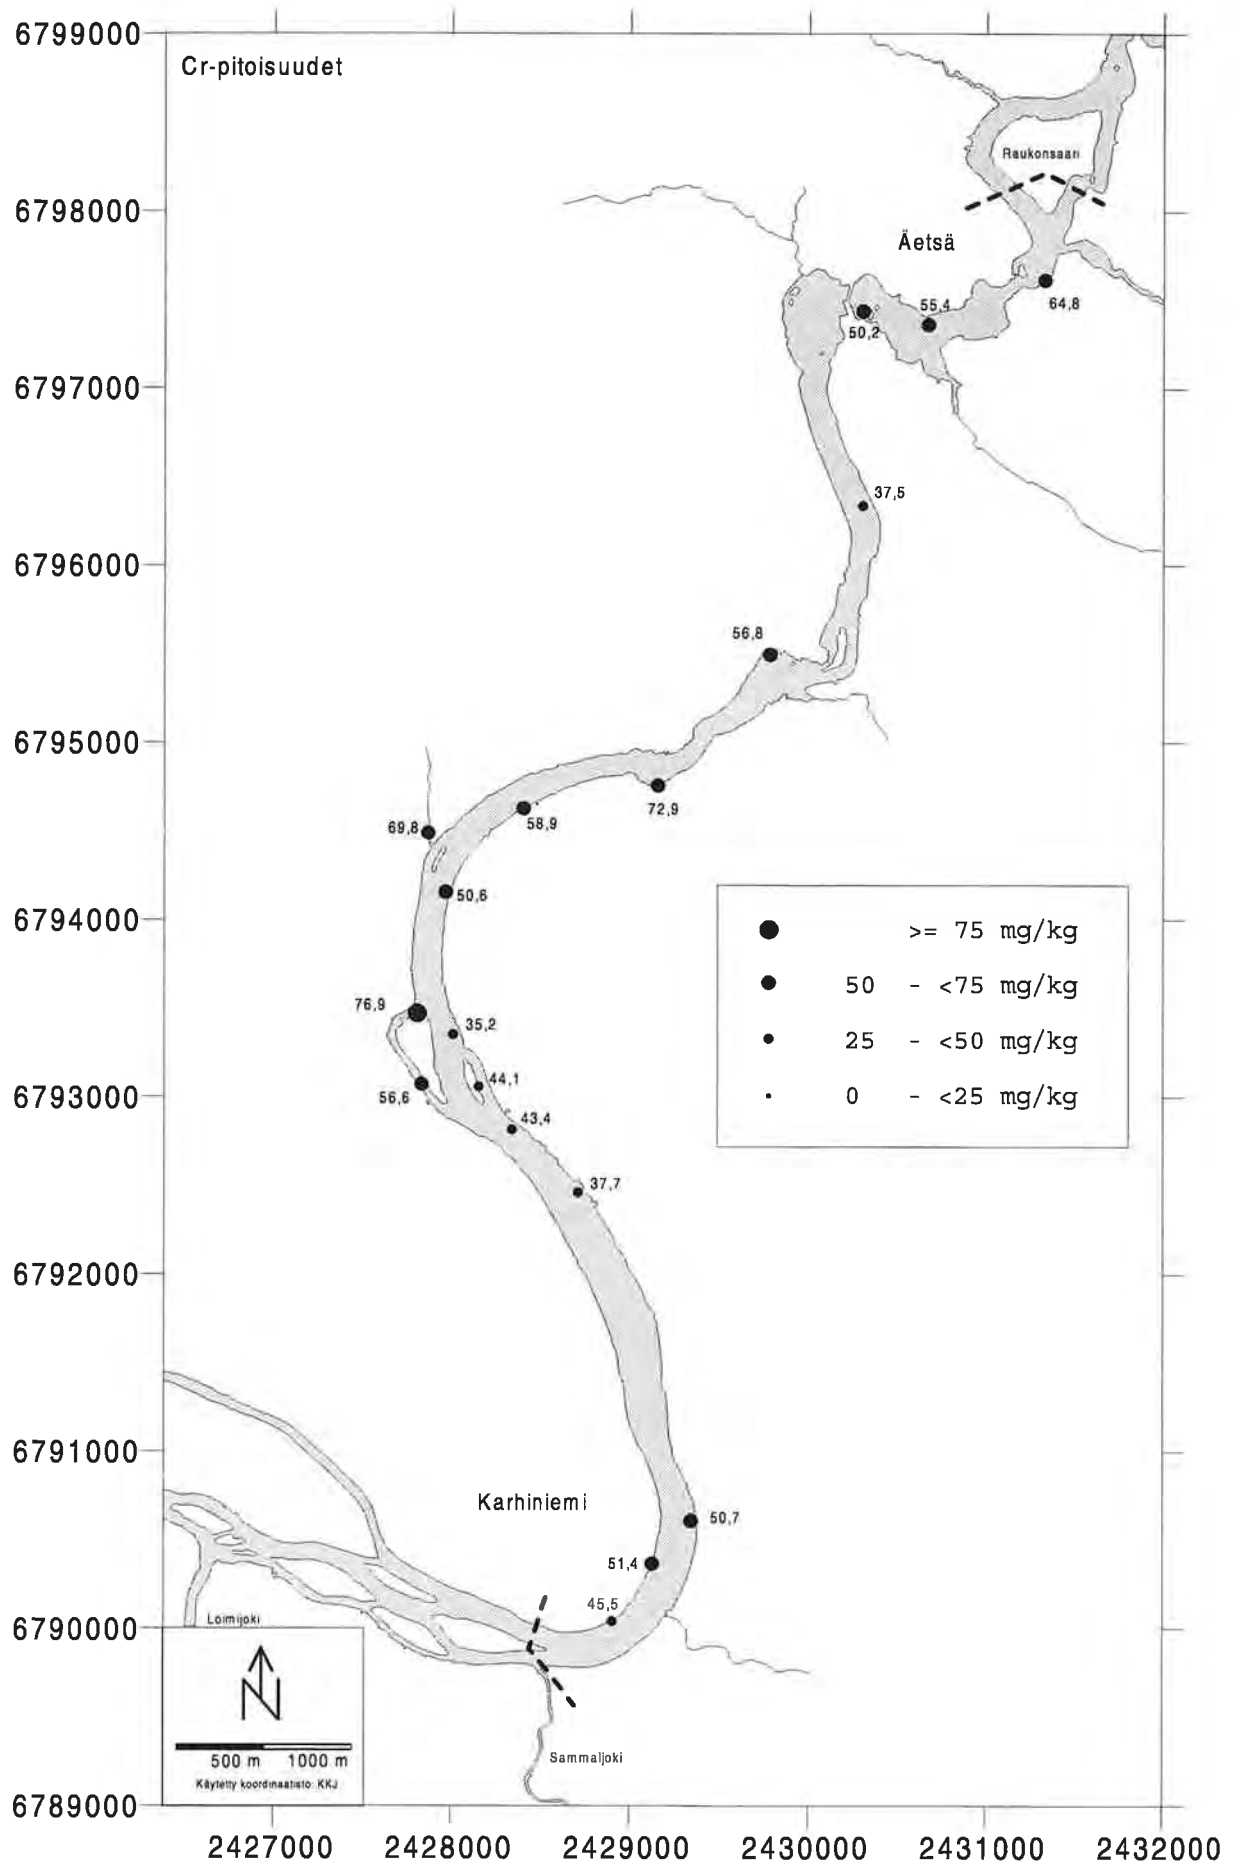 6799000
Cr-pitoisuudet
Raukonsaari
6798000
Äetsä
64,8
55,4
50,2
6797000
37,5
6796000
56,8
6795000
72,9
58,9
69,8
50,6
6794000
>= 75 mg/kg
50 - <75 mg/kg
25 - <50 mg/kg
0 - <25 mg/kg
76,9
35,2
44,1
6793000
56,6
43,4
37,7
6792000
6791000
Karhiniemi
50,7
51,4
45,5
Loimijoki
6790000
N
500 m 1000 m
Käytetty koordinaatisto: KKJ
Sammaljoki
6789000
2427000 2428000 2429000 2430000 2431000 2432000